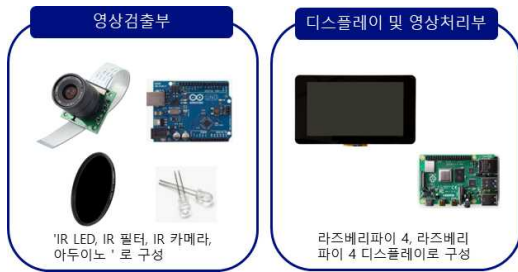 영상검출부
디스플레이 및 영상처리부
'IR LED, IR 필터, IR 카메라,
아두이노 ' 로 구성
라즈베리파이 4, 라즈베리
파이 4 디스플레이로 구성